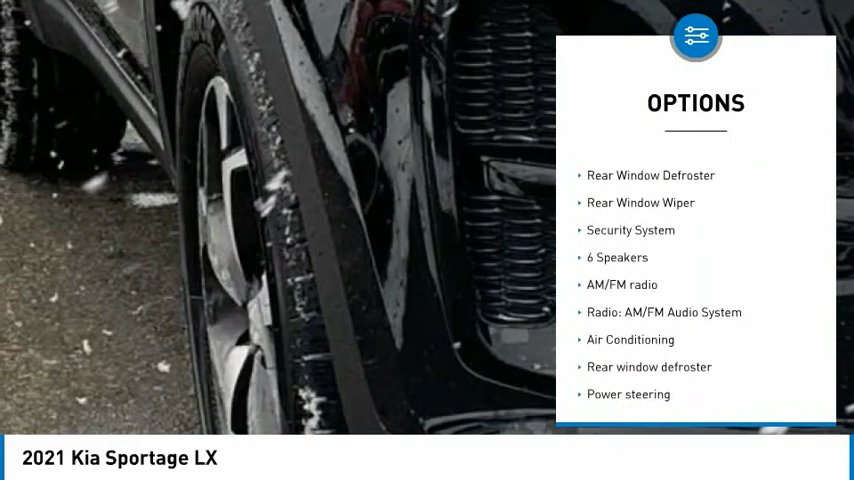 OPTIONS
Rear Window Defroster
Rear Window Wiper
Security System
6 Speakers
AM/FM radio
Radio: AM/FM Audio System
Air Conditioning
Rear window defroster
Power steering
2021 Kia Sportage LX